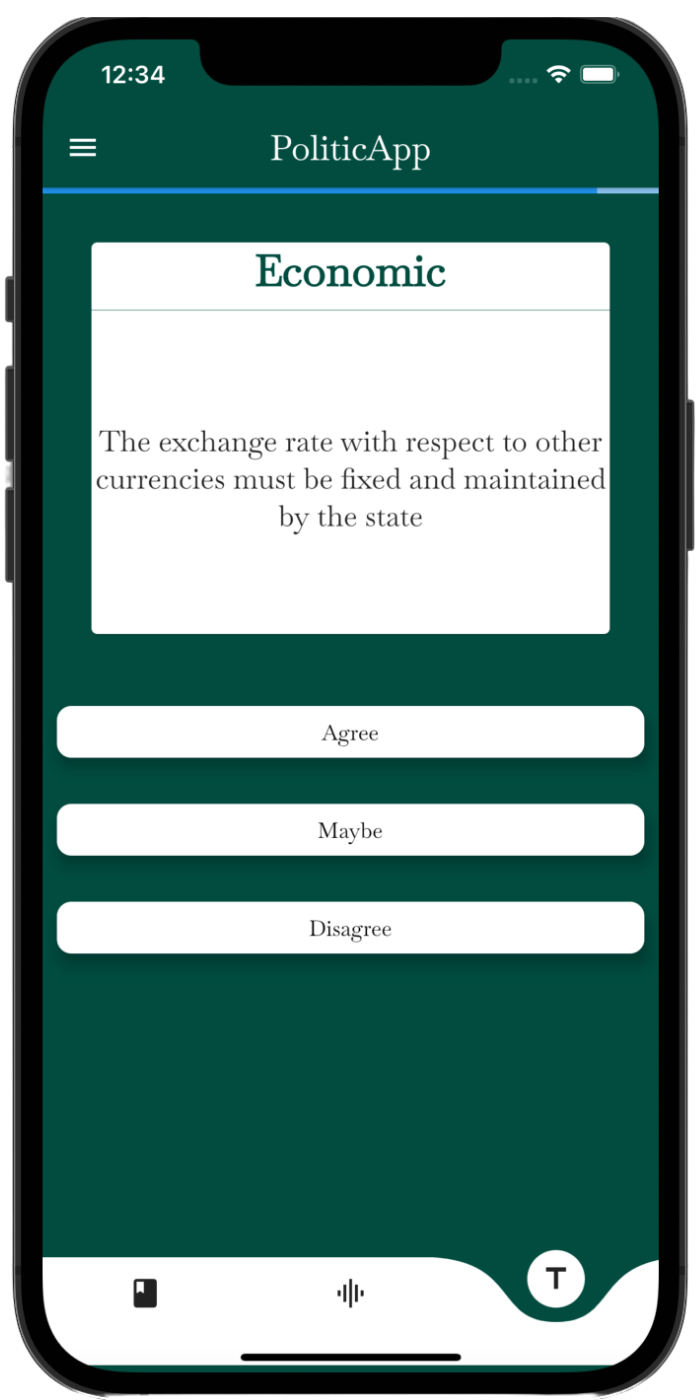 12:34
PoliticApp
Economic
The exchange rate with respect to other
currencies must be fixed and maintained
by the state
Agree
Maybe
Disagree
T